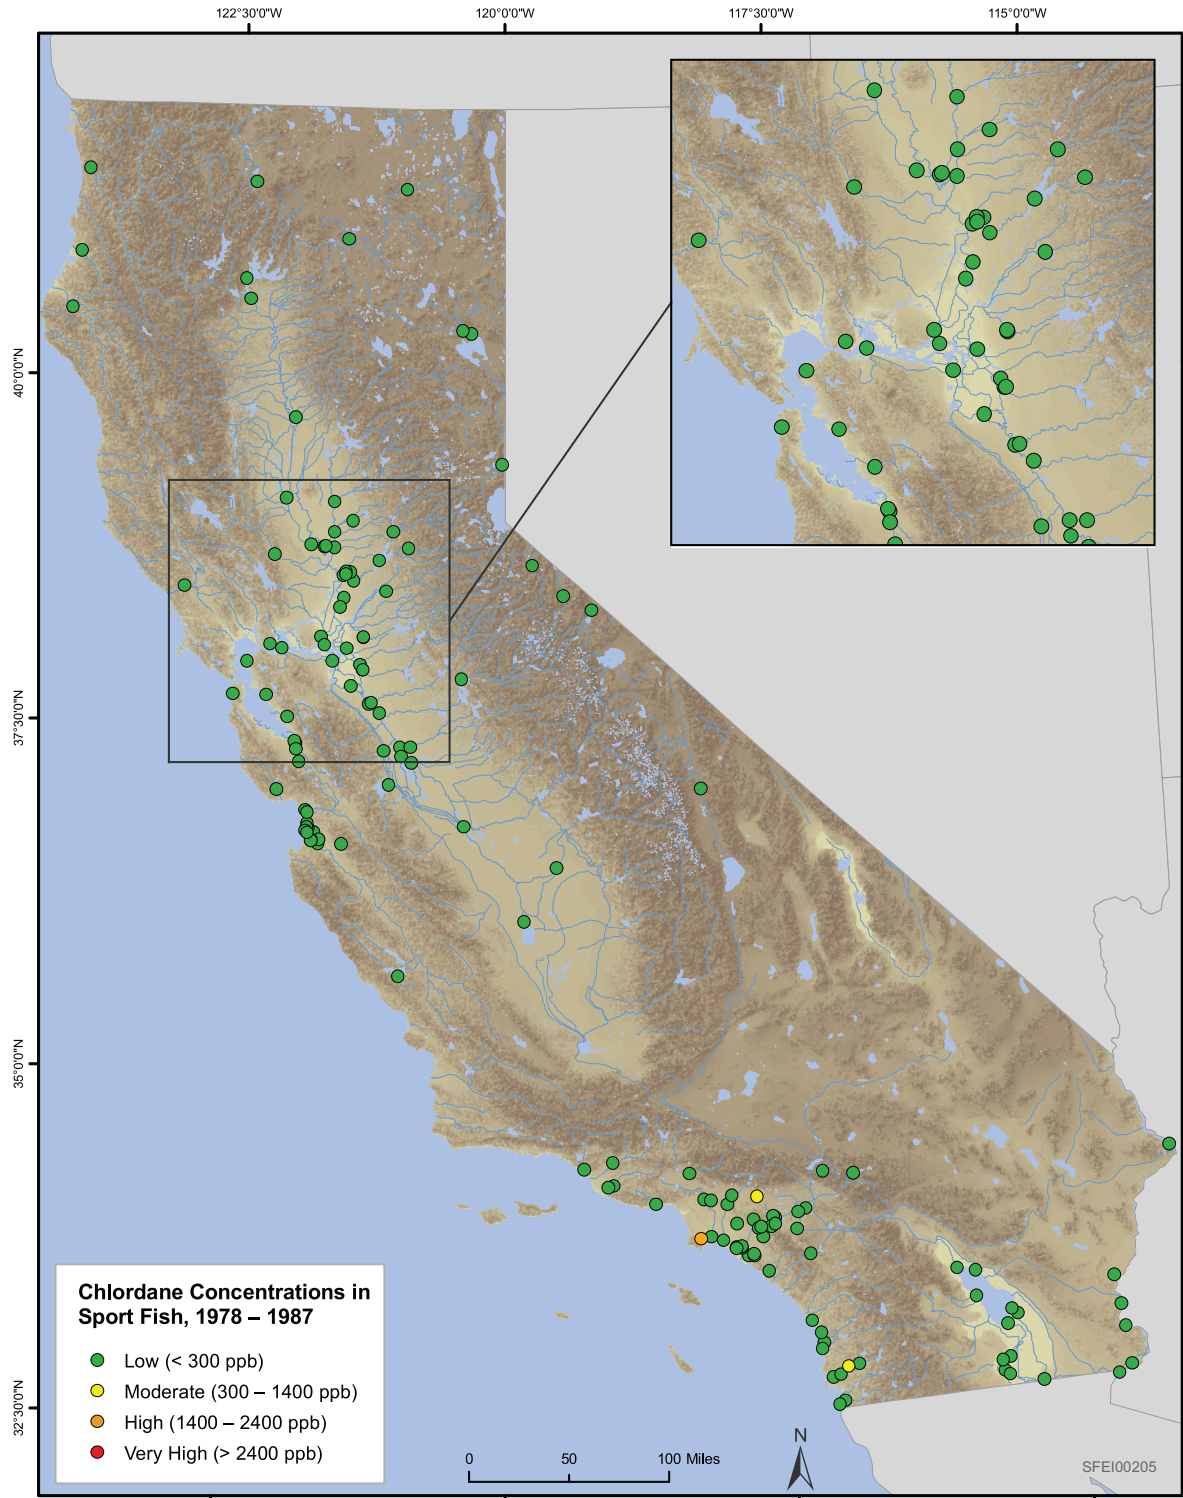 122°30'0"W 120°0'0"W 117°30'0"W 115°0'0"W
40°0'0"N
37°30'0"N
35°0'0"N
32°30'0"N
Chlordane Concentrations in
Sport Fish, 1978 – 1987
Low (< 300 ppb)
Moderate (300 – 1400 ppb)
High (1400 – 2400 ppb)
Very High (> 2400 ppb)
0 50 100 Miles
N
SFEI00205